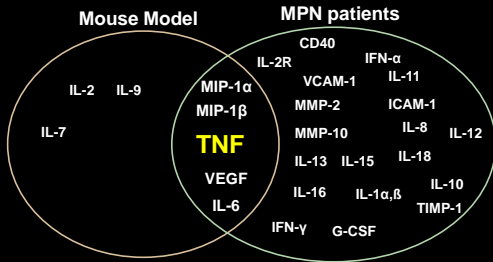 Mouse Model
MPN patients
IL-2 IL-9
IL-7
MIP-1α
MIP-1β
TNF
VEGF
IL-6
CD40
IL-2R
IFN-α
VCAM-1
IL-11
MMP-2
ICAM-1
MMP-10
IL-8
IL-12
IL-13
IL-15
IL-18
IL-16
IL-1α,ß
IL-10
TIMP-1
IFN-γ
G-CSF